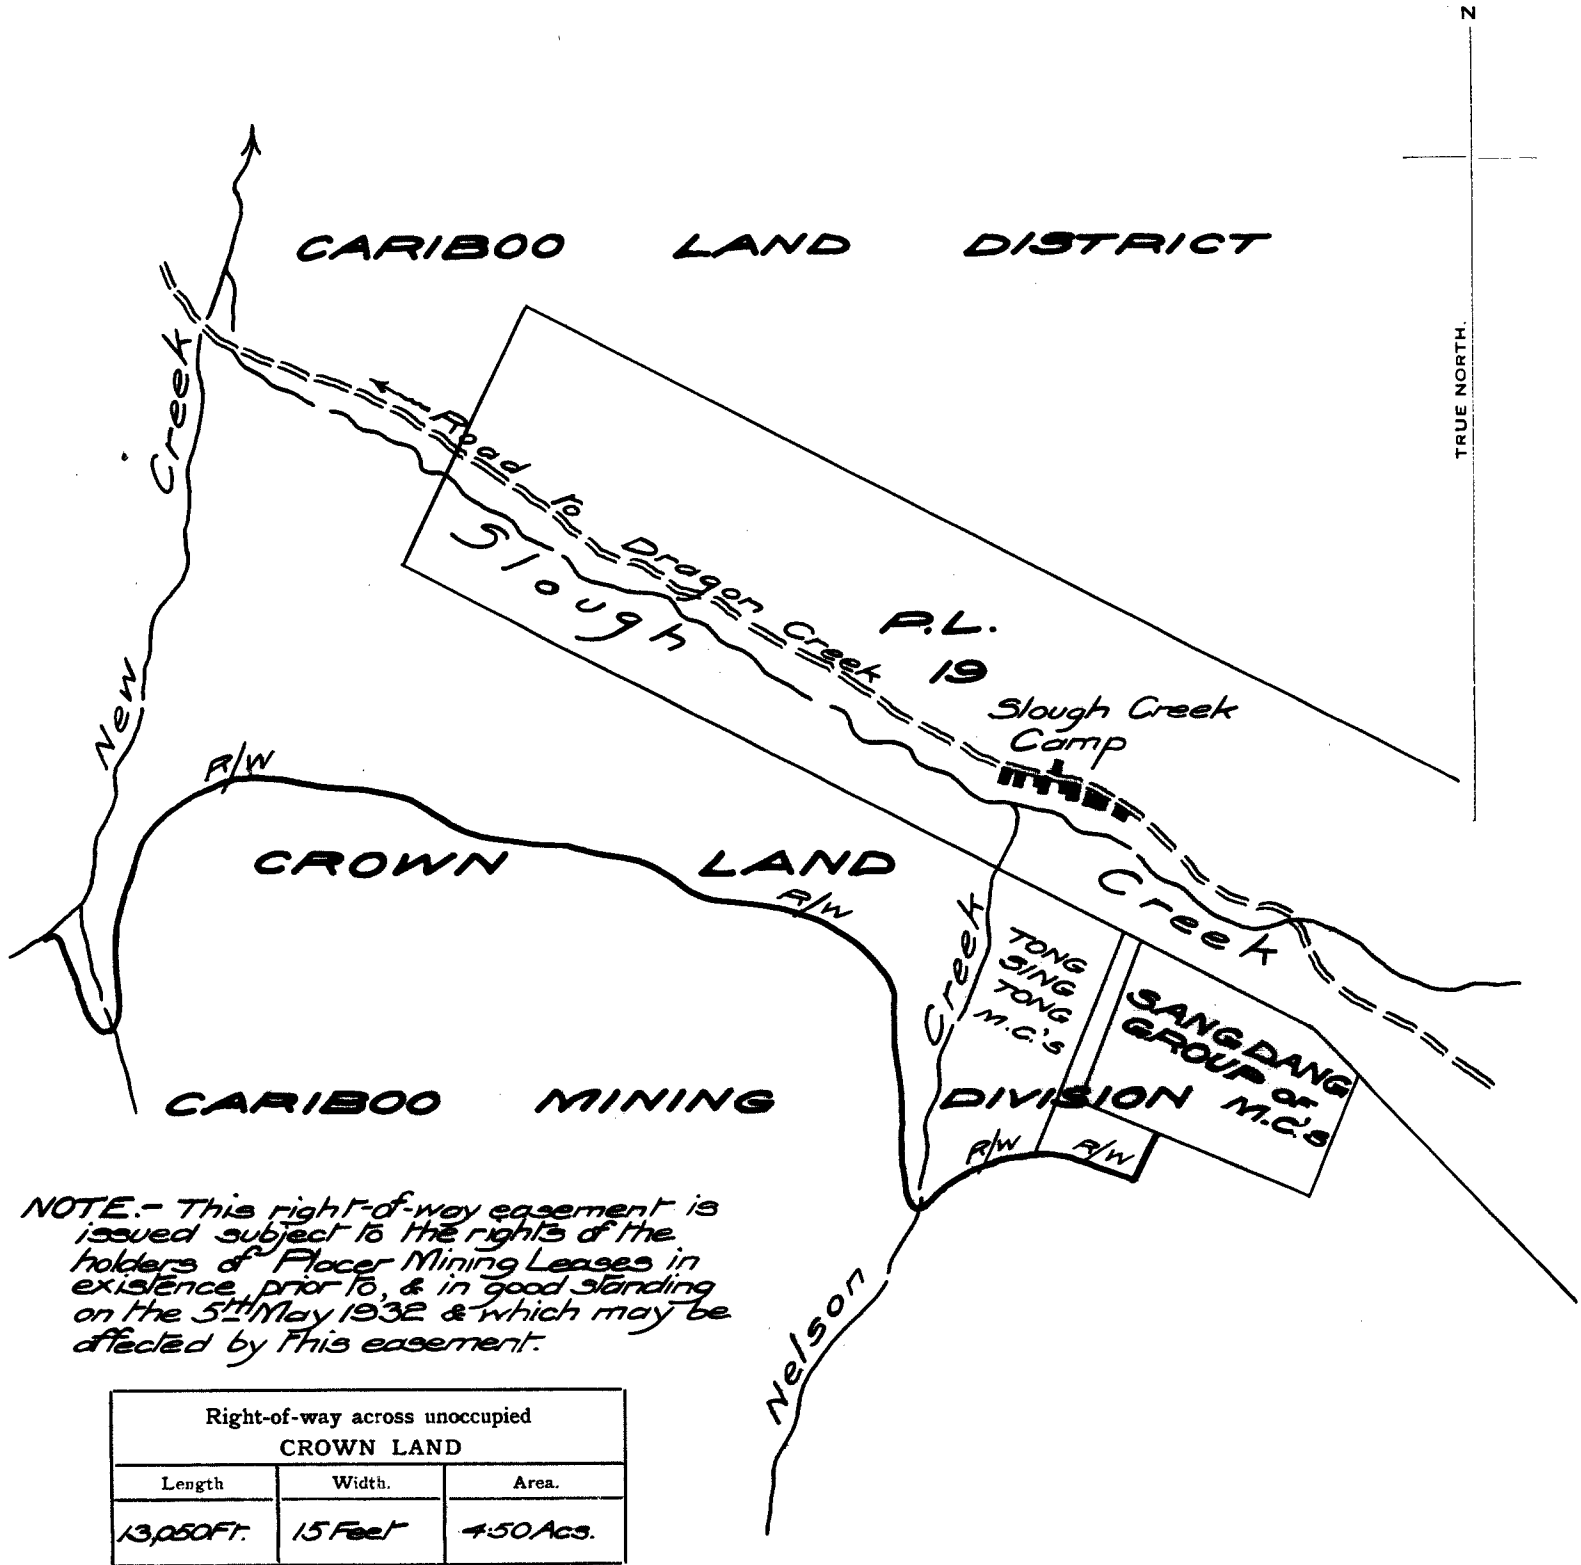 N
TRUE NORTH.
CARIBOO LAND DISTRICT
New Creek
Road to Dragon Creek
Slough Creek
P.L.
19
Slough Creek
Camp
R/W
CROWN LAND
R/W
Nelson Creek
TONG
SING
TONG
M.C.'s
SANG DANG
GROUP OF
M.C.'s
CARIBOO MINING DIVISION
R/W
R/W
NOTE.- This right-of-way easement is
issued subject to the rights of the
holders of Placer Mining Leases in
existence prior to, & in good standing
on the 5th May 1932 & which may be
affected by this easement.
Right-of-way across unoccupied
CROWN LAND
Length Width. Area.
13,050 Ft. 15 Feet 4.50 Acs.